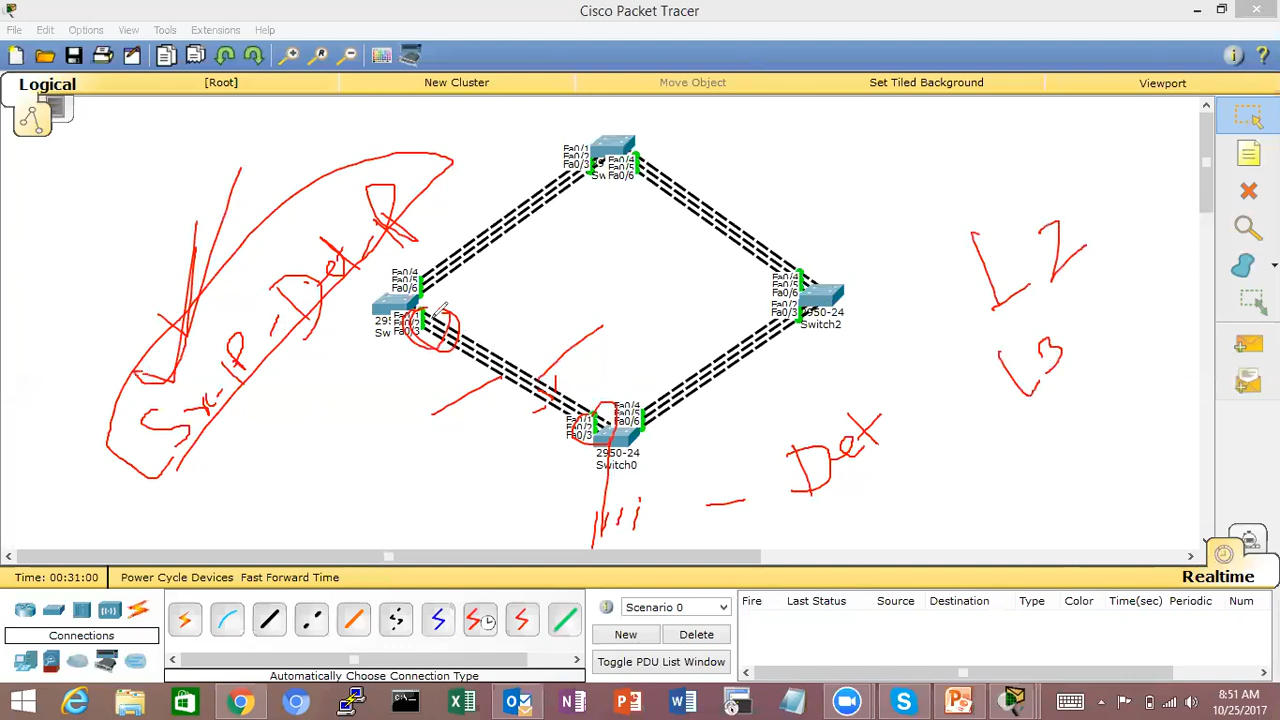 Cisco Packet Tracer
File Edit Options View Tools Extensions Help
Logical [Root] New Cluster Move Object Set Tiled Background Viewport
Fa0/1
Fa0/2
Fa0/3
Fa0/4
Fa0/5
Fa0/6
Fa0/4
Fa0/5
Fa0/6
Fa0/2
Fa0/3
Fa0/4
Fa0/5
Fa0/6
Fa0/2
Fa0/3
2950-24
Switch2
Fa0/1
Fa0/2
Fa0/3
Fa0/4
Fa0/5
Fa0/6
2950-24
Switch0
L2
L3
Det
Time: 00:31:00 Power Cycle Devices Fast Forward Time
Realtime
Connections
Automatically Choose Connection Type
Scenario 0
New Delete
Toggle PDU List Window
Fire Last Status Source Destination Type Color Time(sec) Periodic Num
8:51 AM
10/25/2017